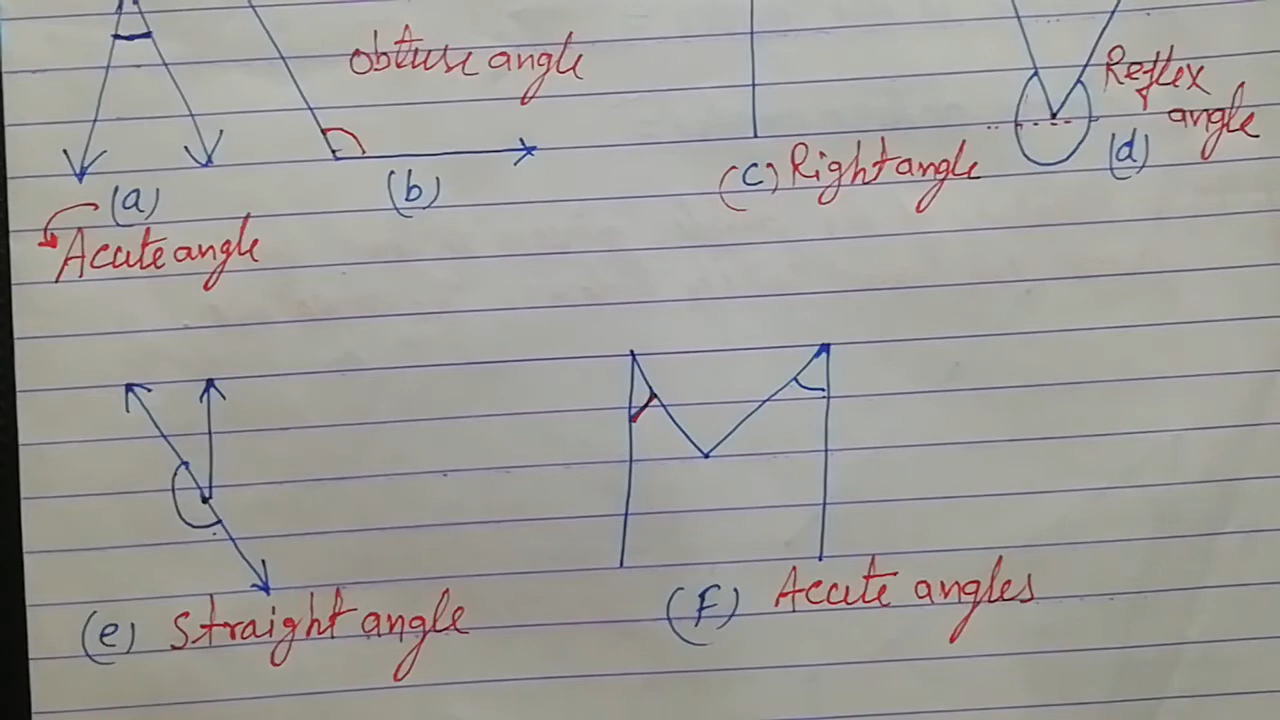 Obtuse angle
Reflex
angle
(a)
(b)
(C) Right angle
(d)
Acute angle
(e) Straight angle
(F) Acute angles